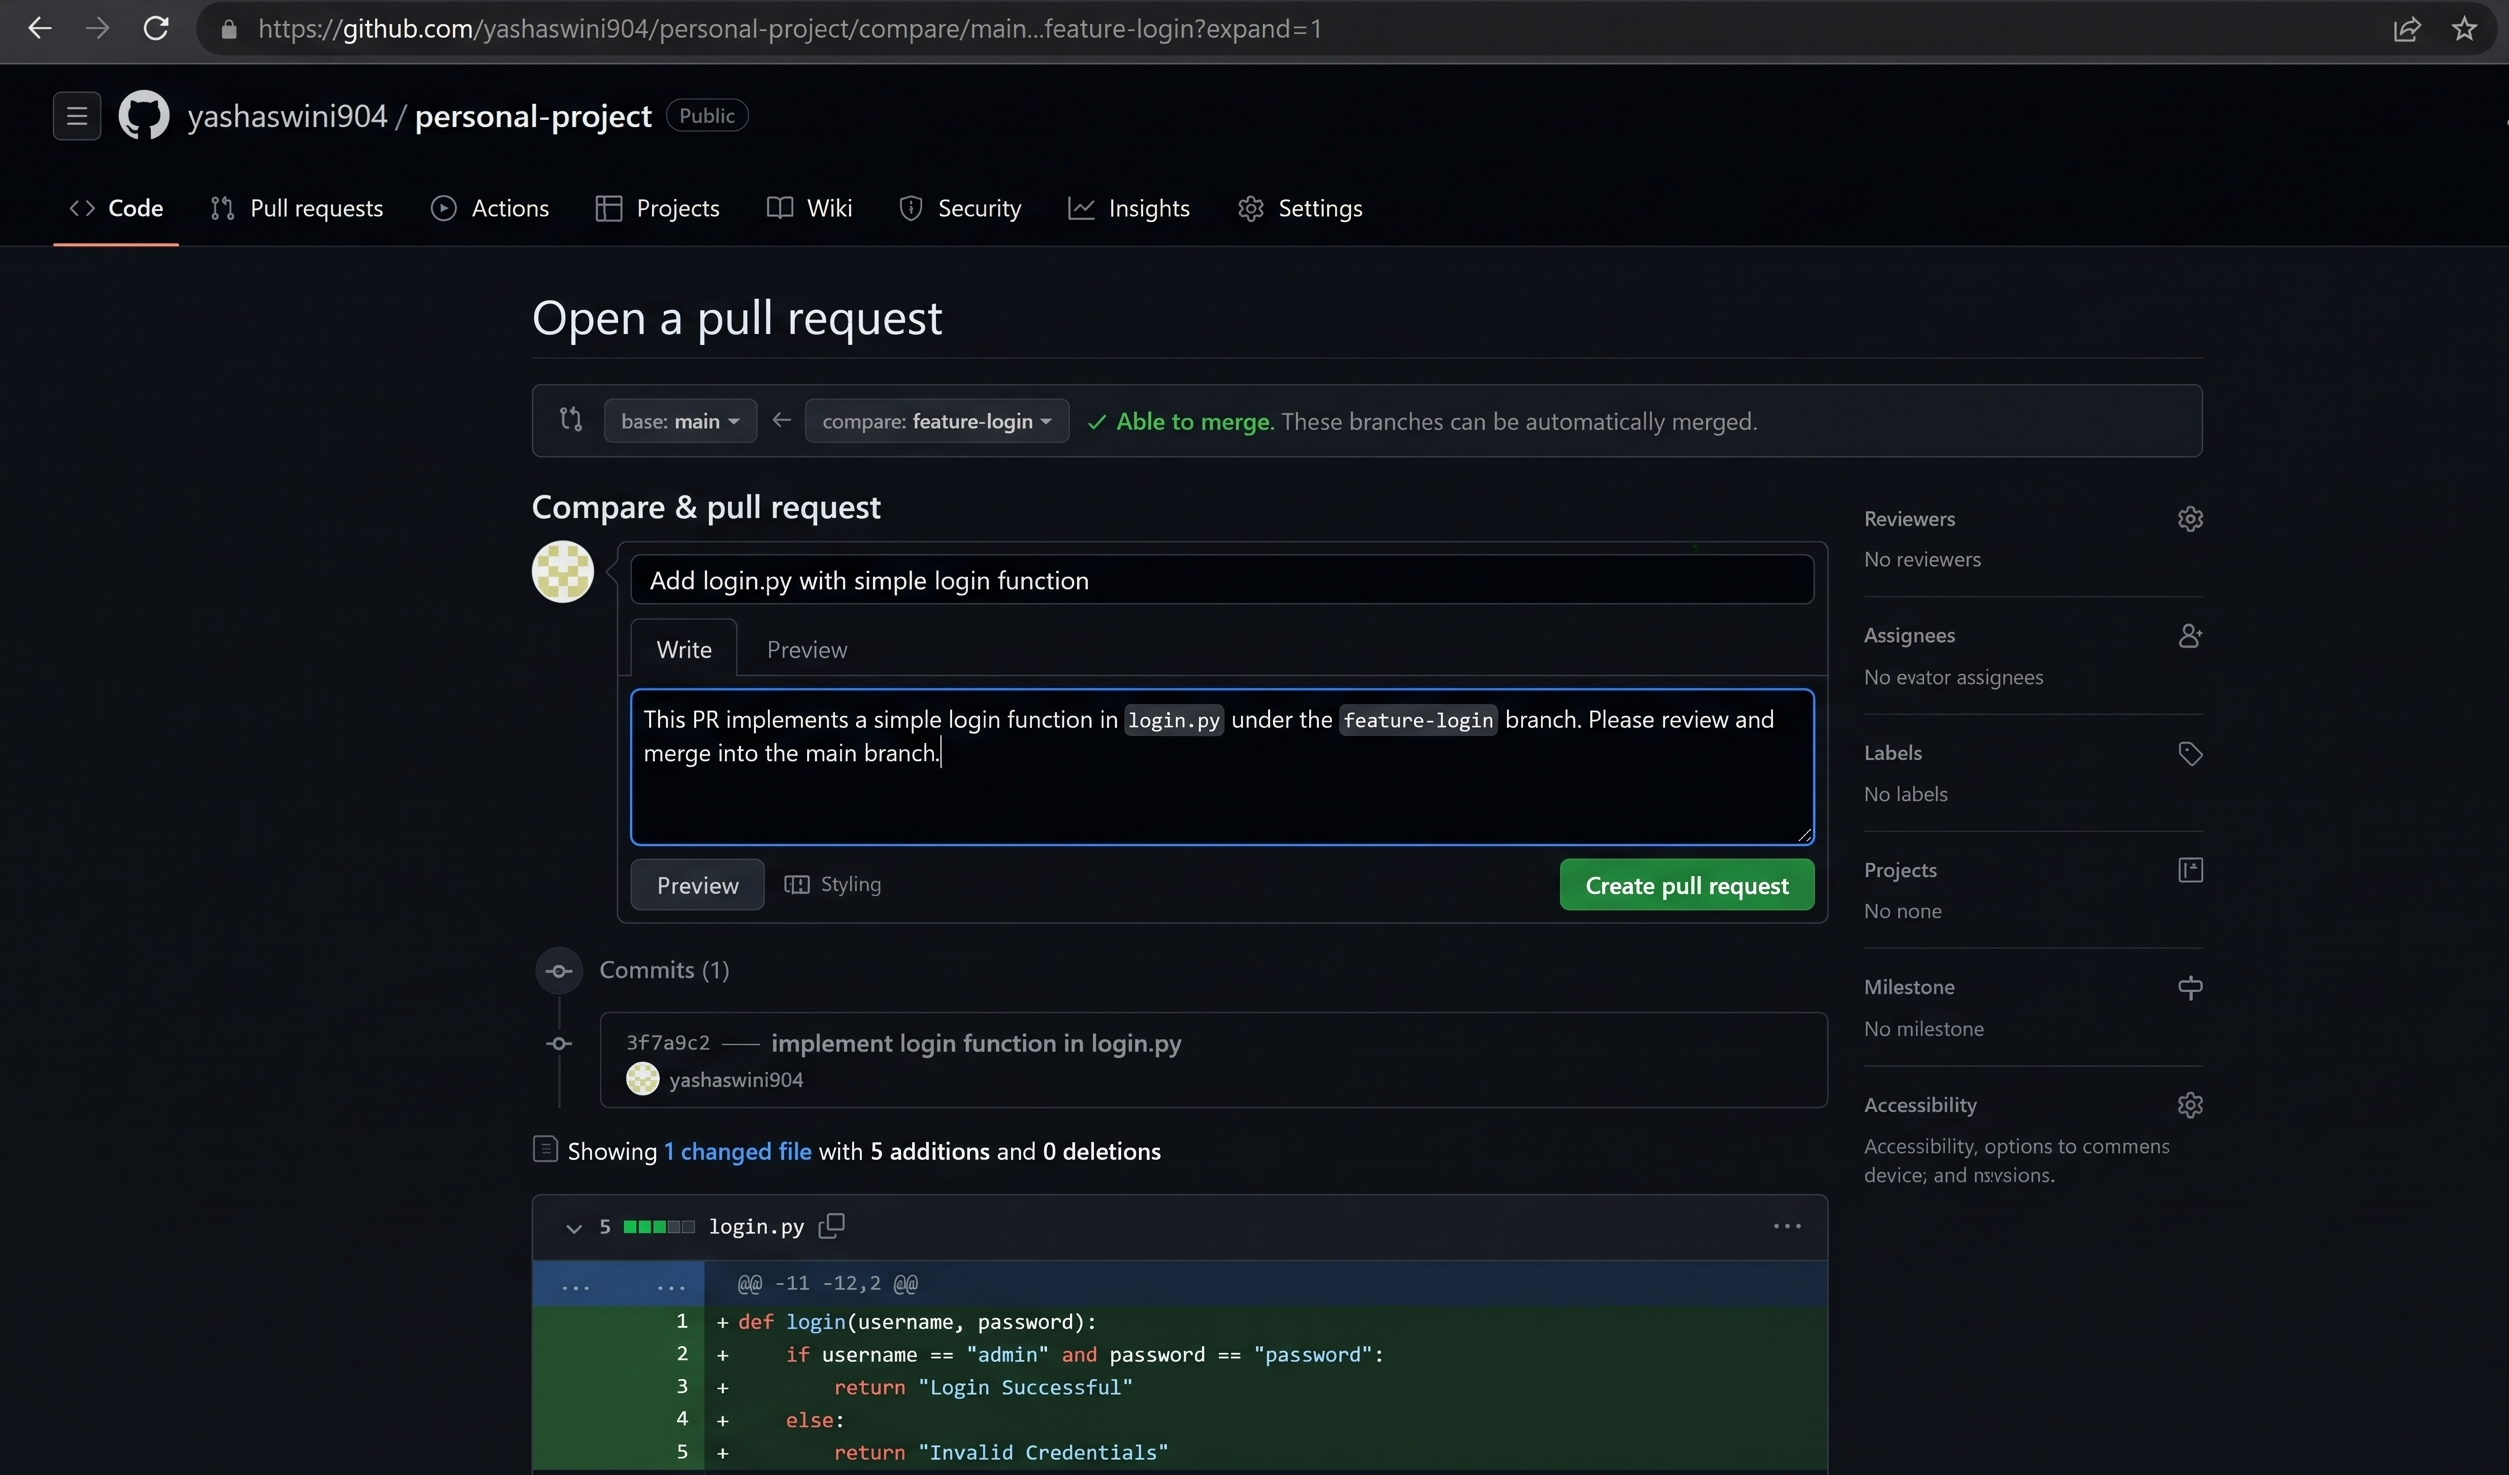 https://github.com/yashaswini904/personal-project/compare/main...feature-login?expand=1
yashaswini904 / personal-project Public
Code Pull requests Actions Projects Wiki Security Insights Settings
Open a pull request
base: main ← compare: feature-login ✓ Able to merge. These branches can be automatically merged.
Compare & pull request
Add login.py with simple login function
Write Preview
This PR implements a simple login function in login.py under the feature-login branch. Please review and
merge into the main branch.
Preview Styling Create pull request
Commits (1)
3f7a9c2 —— implement login function in login.py
yashaswini904
Showing 1 changed file with 5 additions and 0 deletions
5 login.py ...
... ... @@ -11 -12,2 @@
1 + def login(username, password):
2 +     if username == "admin" and password == "password":
3 +         return "Login Successful"
4 +     else:
5 +         return "Invalid Credentials"
Reviewers
No reviewers
Assignees
No evator assignees
Labels
No labels
Projects
No none
Milestone
No milestone
Accessibility
Accessibility, options to commens
device; and